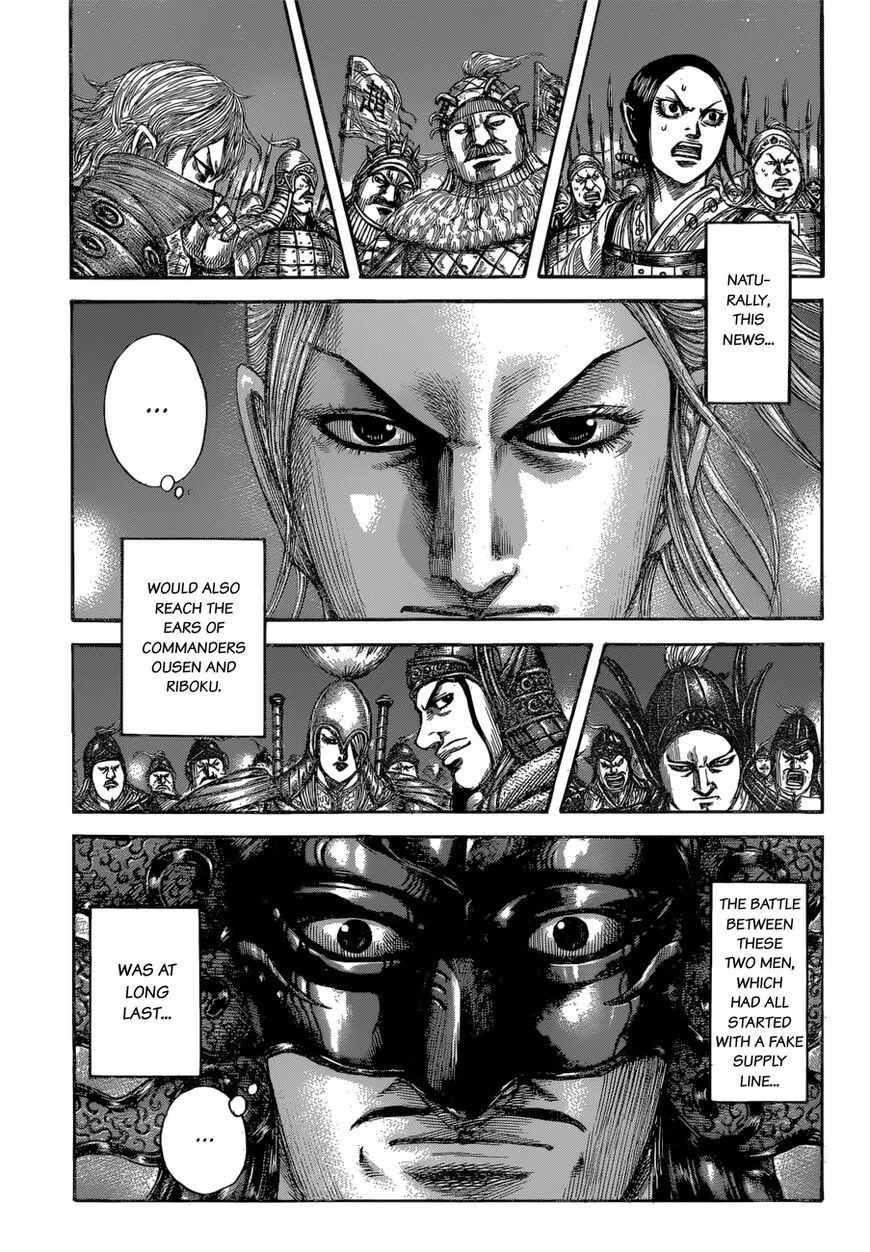 NATU-
RALLY,
THIS
NEWS...
...
WOULD ALSO
REACH THE
EARS OF
COMMANDERS
OUSEN AND
RIBOKU.
THE BATTLE
BETWEEN
THESE
TWO MEN,
WHICH
HAD ALL
STARTED
WITH A FAKE
SUPPLY
LINE...
WAS AT
LONG
LAST...
...